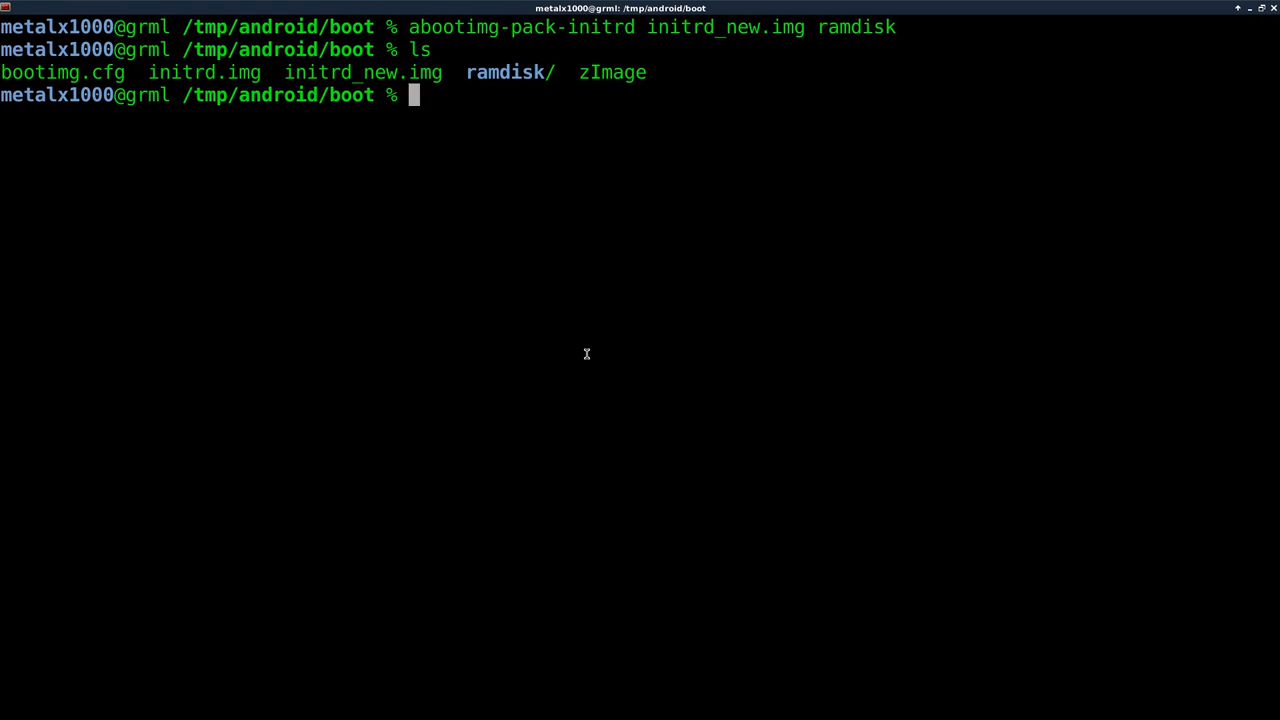 metalx1000@grml: /tmp/android/boot
metalx1000@grml /tmp/android/boot % abootimg-pack-initrd initrd_new.img ramdisk
metalx1000@grml /tmp/android/boot % ls
bootimg.cfg  initrd.img  initrd_new.img  ramdisk/  zImage
metalx1000@grml /tmp/android/boot %